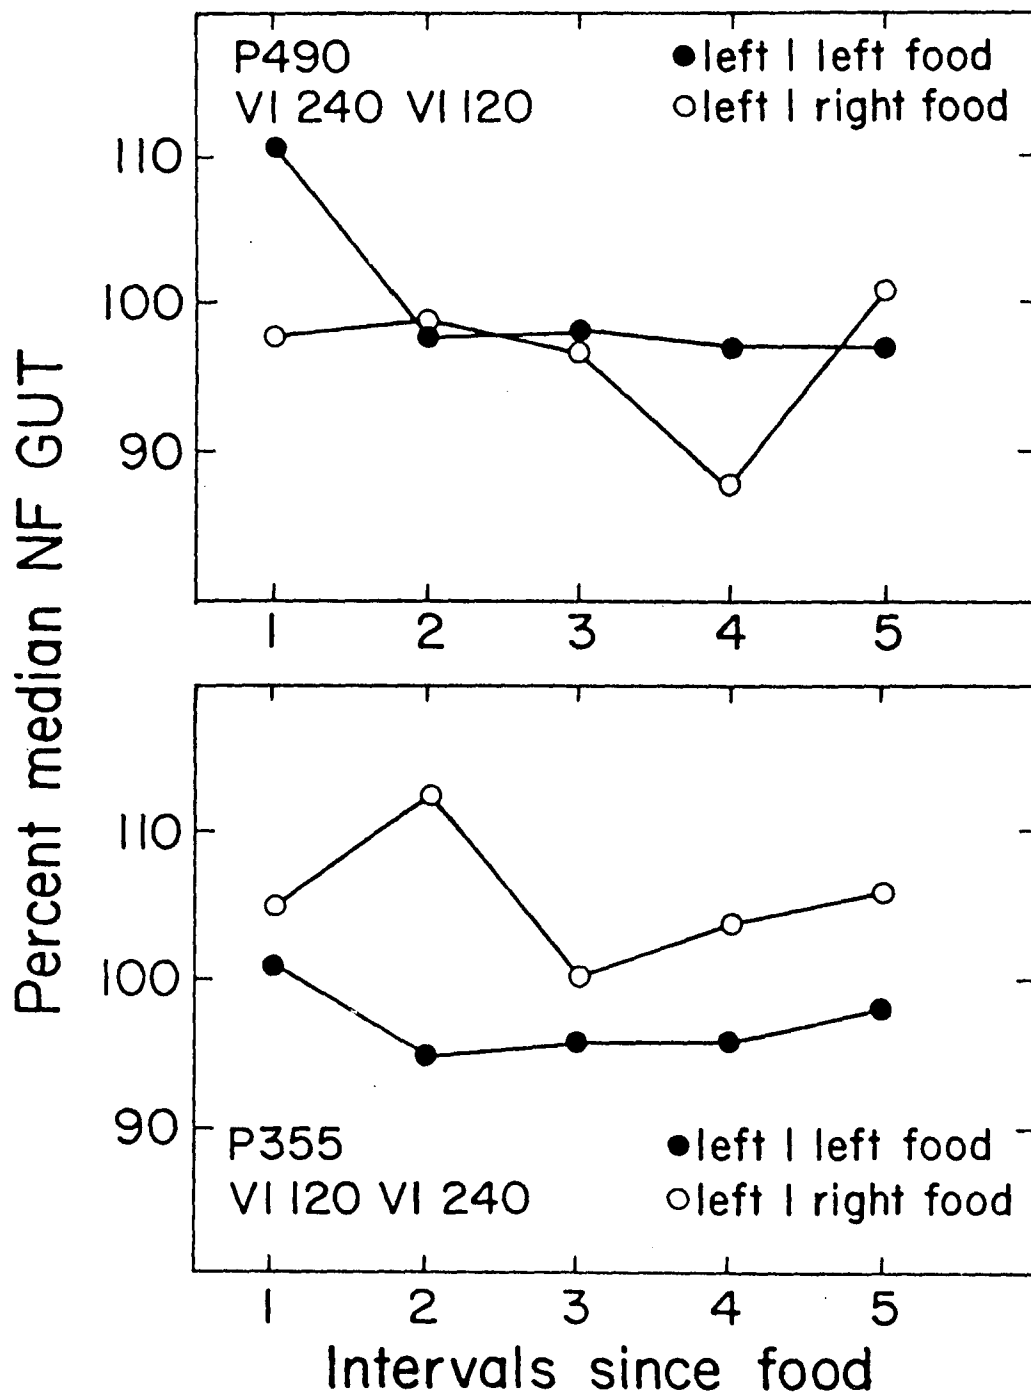 P490
VI 240 VI 120
left | left food
left | right food
110
100
90
1 2 3 4 5
Percent median NF GUT
110
100
90
P355
VI 120 VI 240
left | left food
left | right food
1 2 3 4 5
Intervals since food